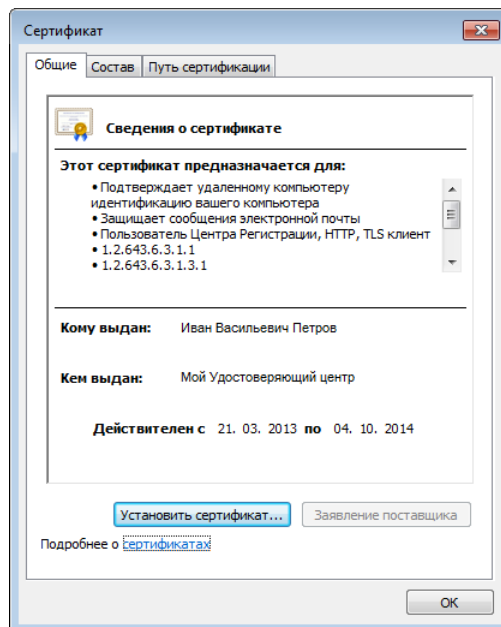 Сертификат
Общие Состав Путь сертификации
Сведения о сертификате
Этот сертификат предназначается для:
• Подтверждает удаленному компьютеру
идентификацию вашего компьютера
• Защищает сообщения электронной почты
• Пользователь Центра Регистрации, HTTP, TLS клиент
• 1.2.643.6.3.1.1
• 1.2.643.6.3.1.3.1
Кому выдан: Иван Васильевич Петров
Кем выдан: Мой Удостоверяющий центр
Действителен с 21. 03. 2013 по 04. 10. 2014
Установить сертификат... Заявление поставщика
Подробнее о сертификатах
ОК